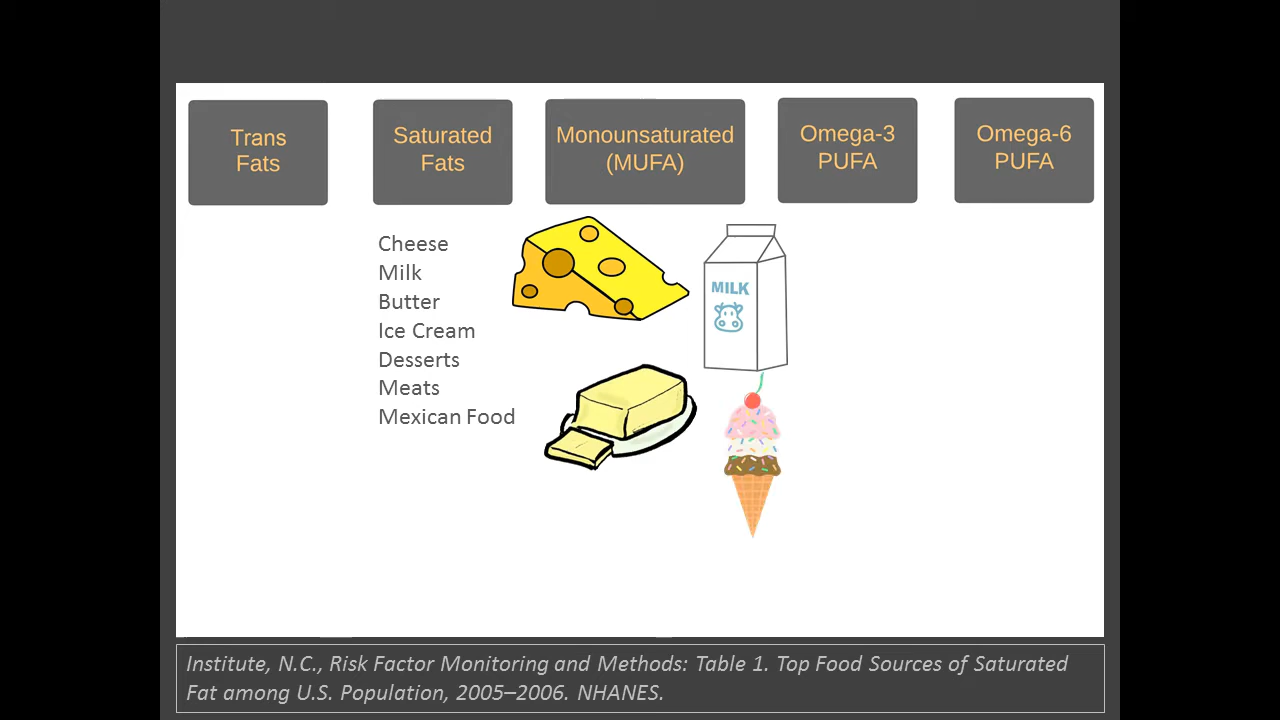 Trans
Fats
Saturated
Fats
Monounsaturated
(MUFA)
Omega-3
PUFA
Omega-6
PUFA
Cheese
Milk
Butter
Ice Cream
Desserts
Meats
Mexican Food
MILK
Institute, N.C., Risk Factor Monitoring and Methods: Table 1. Top Food Sources of Saturated
Fat among U.S. Population, 2005–2006. NHANES.